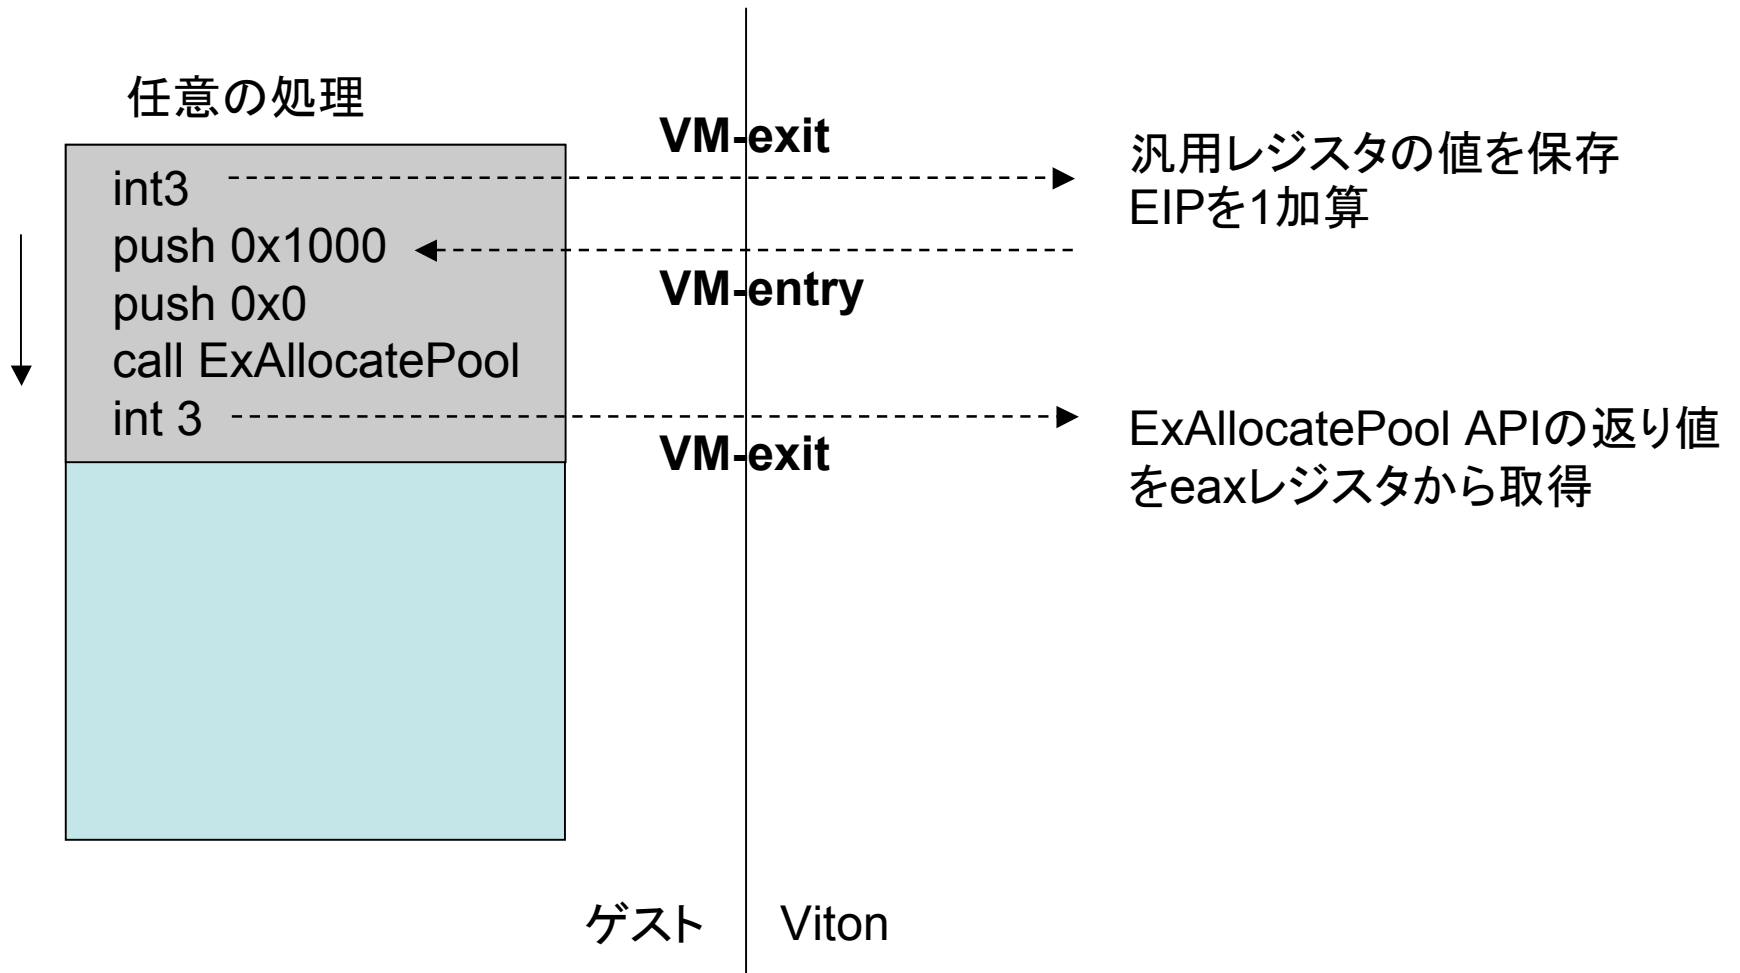 任意の処理
int3
push 0x1000
push 0x0
call ExAllocatePool
int 3
VM-exit
VM-entry
VM-exit
汎用レジスタの値を保存
EIPを1加算
ExAllocatePool APIの返り値
をeaxレジスタから取得
ゲスト
Viton